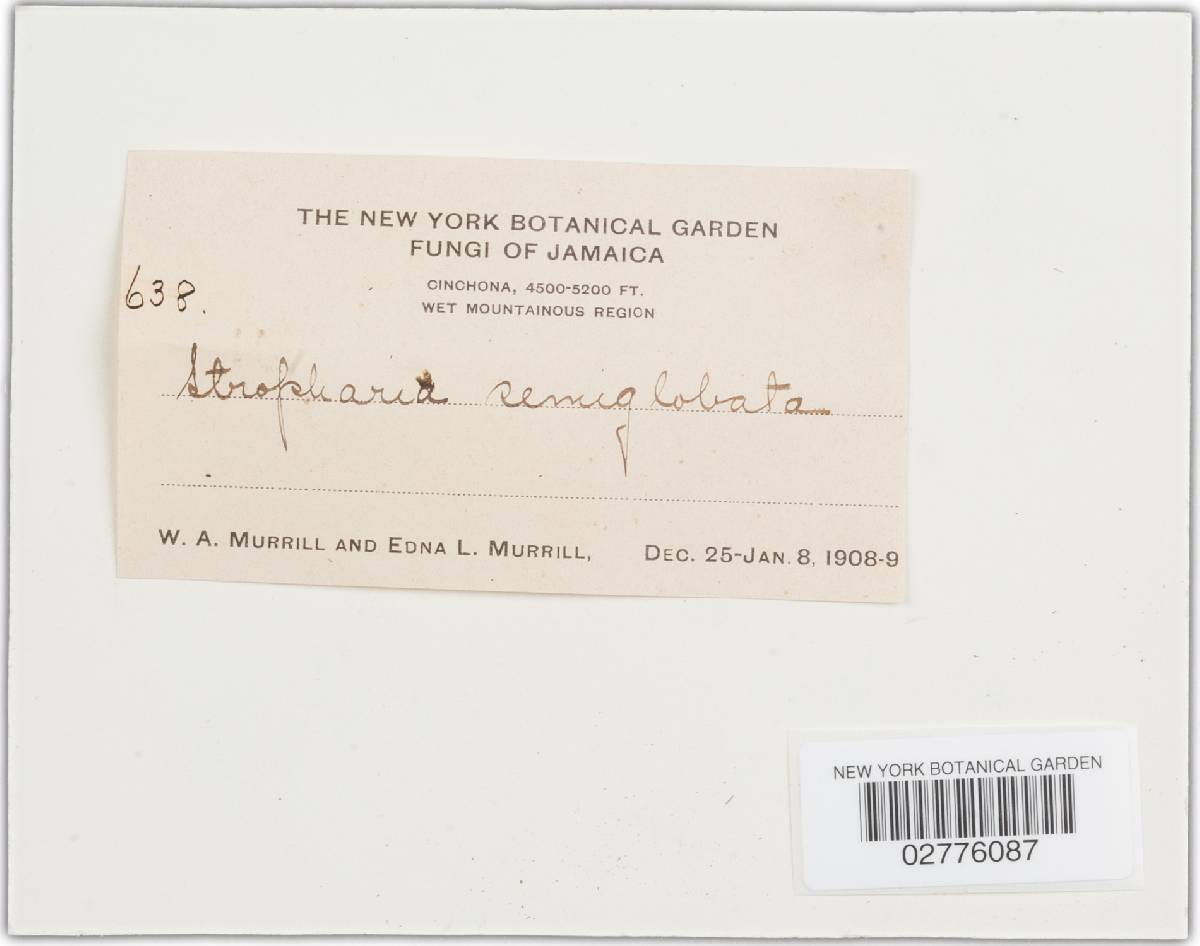 THE NEW YORK BOTANICAL GARDEN
FUNGI OF JAMAICA
CINCHONA, 4500-5200 FT.
WET MOUNTAINOUS REGION
638.
Stropharia semiglobata
W. A. MURRILL AND EDNA L. MURRILL, DEC. 25-JAN. 8, 1908-9
NEW YORK BOTANICAL GARDEN
02776087